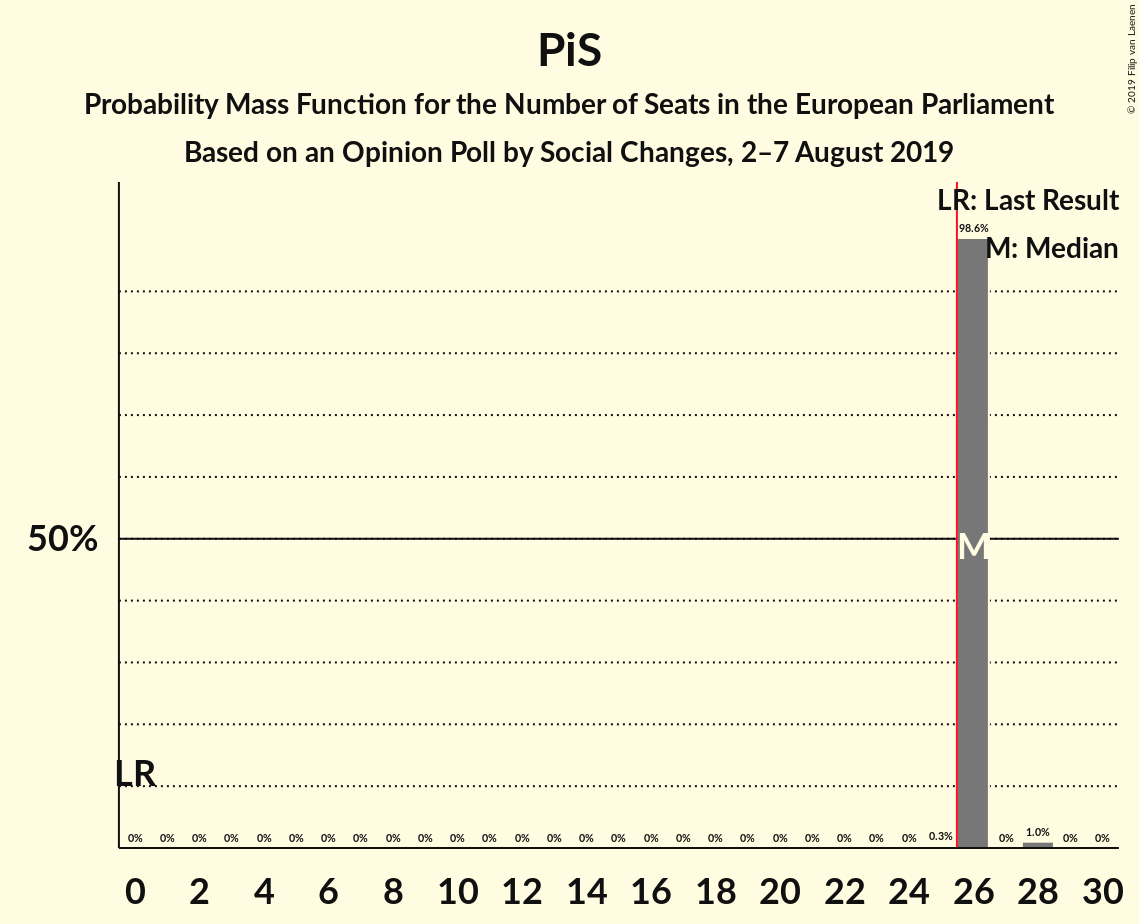 PiS
Probability Mass Function for the Number of Seats in the European Parliament
Based on an Opinion Poll by Social Changes, 2–7 August 2019
© 2019 Filip van Laenen
LR: Last Result
98.6%
M: Median
50%
M
LR
0% 0% 0% 0% 0% 0% 0% 0% 0% 0% 0% 0% 0% 0% 0% 0% 0% 0% 0% 0% 0% 0% 0% 0% 0% 0.3% 0% 1.0% 0% 0%
0 2 4 6 8 10 12 14 16 18 20 22 24 26 28 30